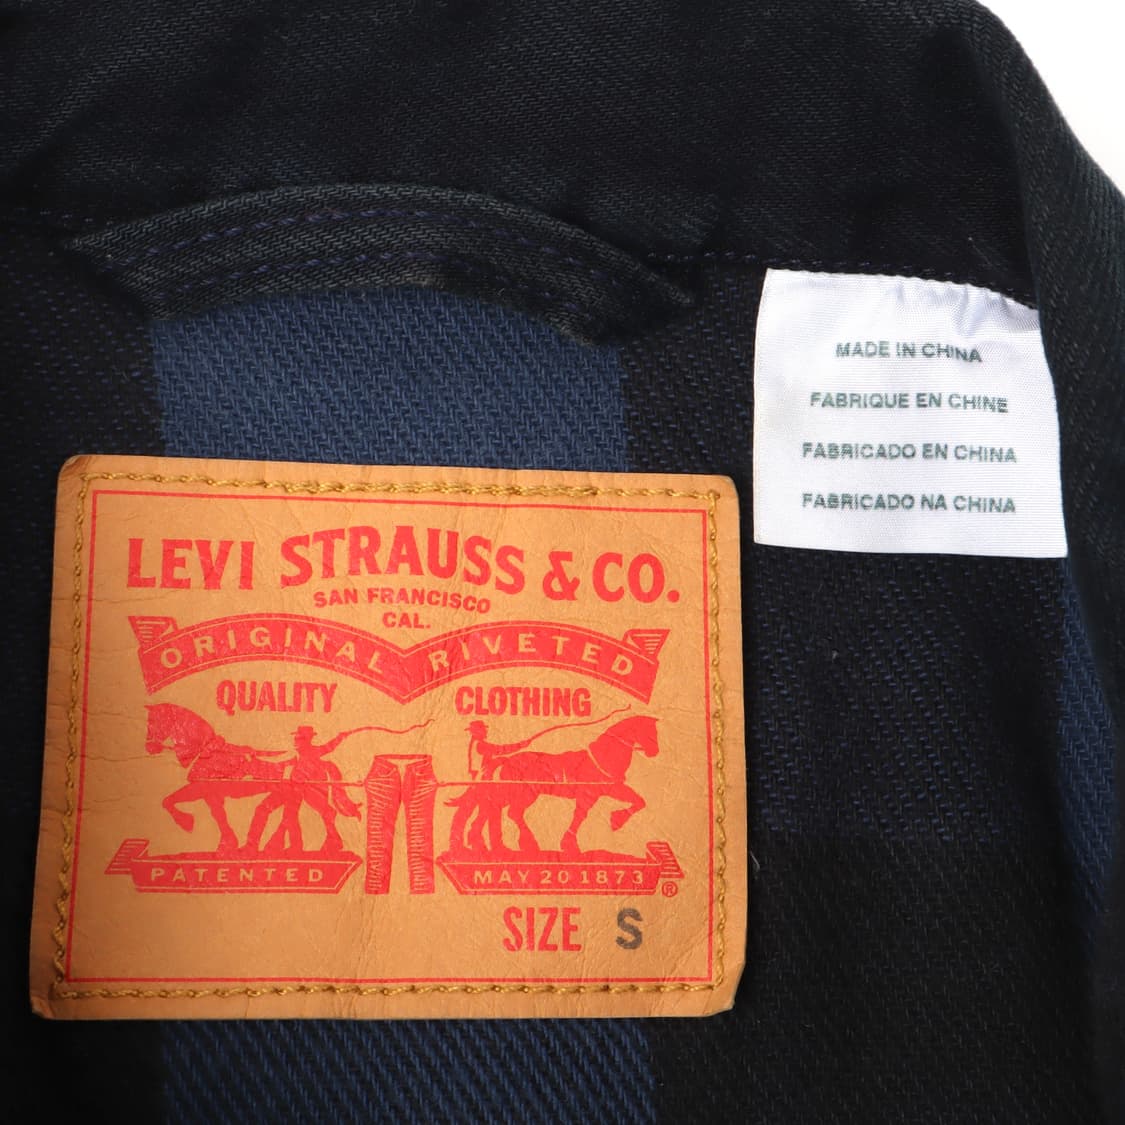 LEVI STRAUSS & CO.
SAN FRANCISCO
CAL.
ORIGINAL RIVETED
QUALITY CLOTHING
PATENTED MAY 20 1873 ®
SIZE S
MADE IN CHINA
FABRIQUE EN CHINE
FABRICADO EN CHINA
FABRICADO NA CHINA